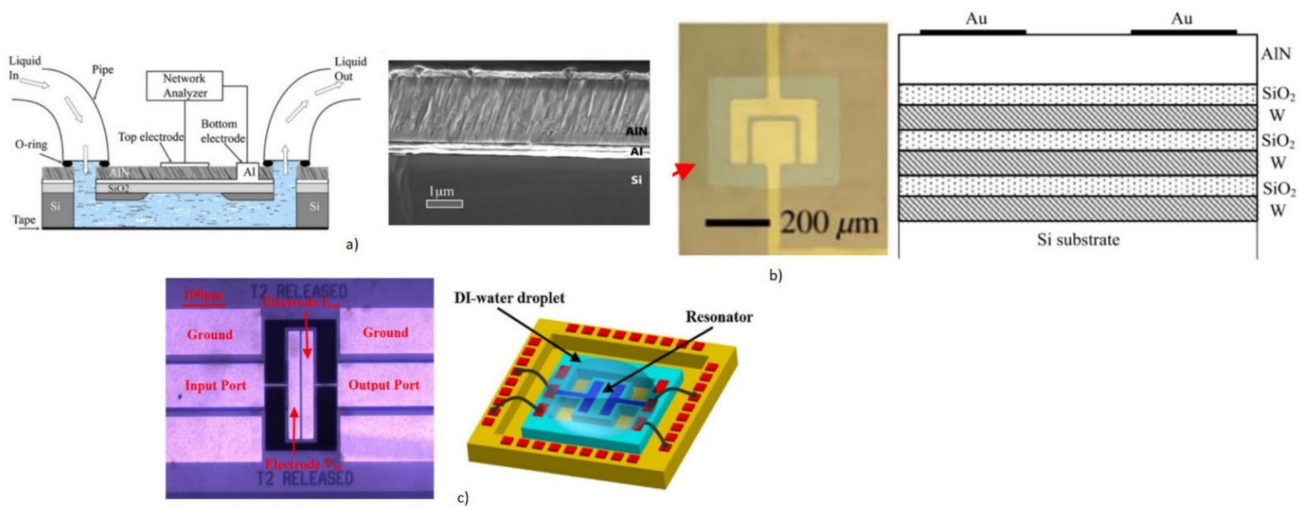 Liquid
In
Pipe
Network
Analyzer
Liquid
Out
Top electrode
Bottom
electrode
O-ring
AlN
Al
SiO2
Si
Si
Tape
a)
AlN
Al
Si
1μm
200 μm
b)
Au
Au
AlN
SiO2
W
SiO2
W
SiO2
W
Si substrate
100μm
T2 RELEASED
Electrode
Ground
Ground
Input Port
Output Port
Electrode
T2 RELEASED
c)
DI-water droplet
Resonator